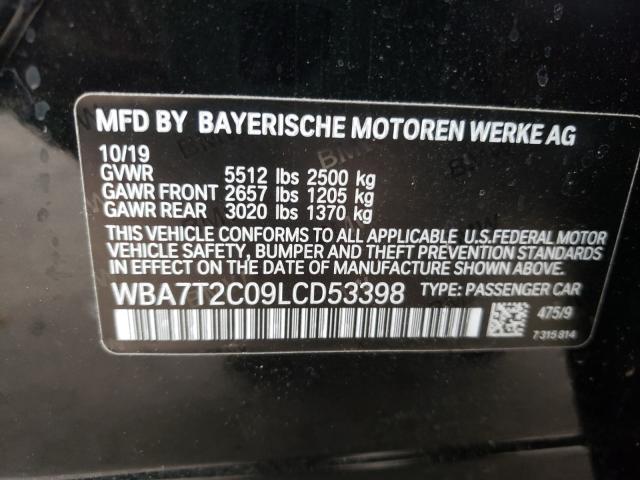 MFD BY BAYERISCHE MOTOREN WERKE AG
10/19
GVWR 5512 lbs 2500 kg
GAWR FRONT 2657 lbs 1205 kg
GAWR REAR 3020 lbs 1370 kg
THIS VEHICLE CONFORMS TO ALL APPLICABLE U.S.FEDERAL MOTOR
VEHICLE SAFETY, BUMPER AND THEFT PREVENTION STANDARDS
IN EFFECT ON THE DATE OF MANUFACTURE SHOWN ABOVE.
WBA7T2C09LCD53398 TYPE: PASSENGER CAR
475/9
7 315 814